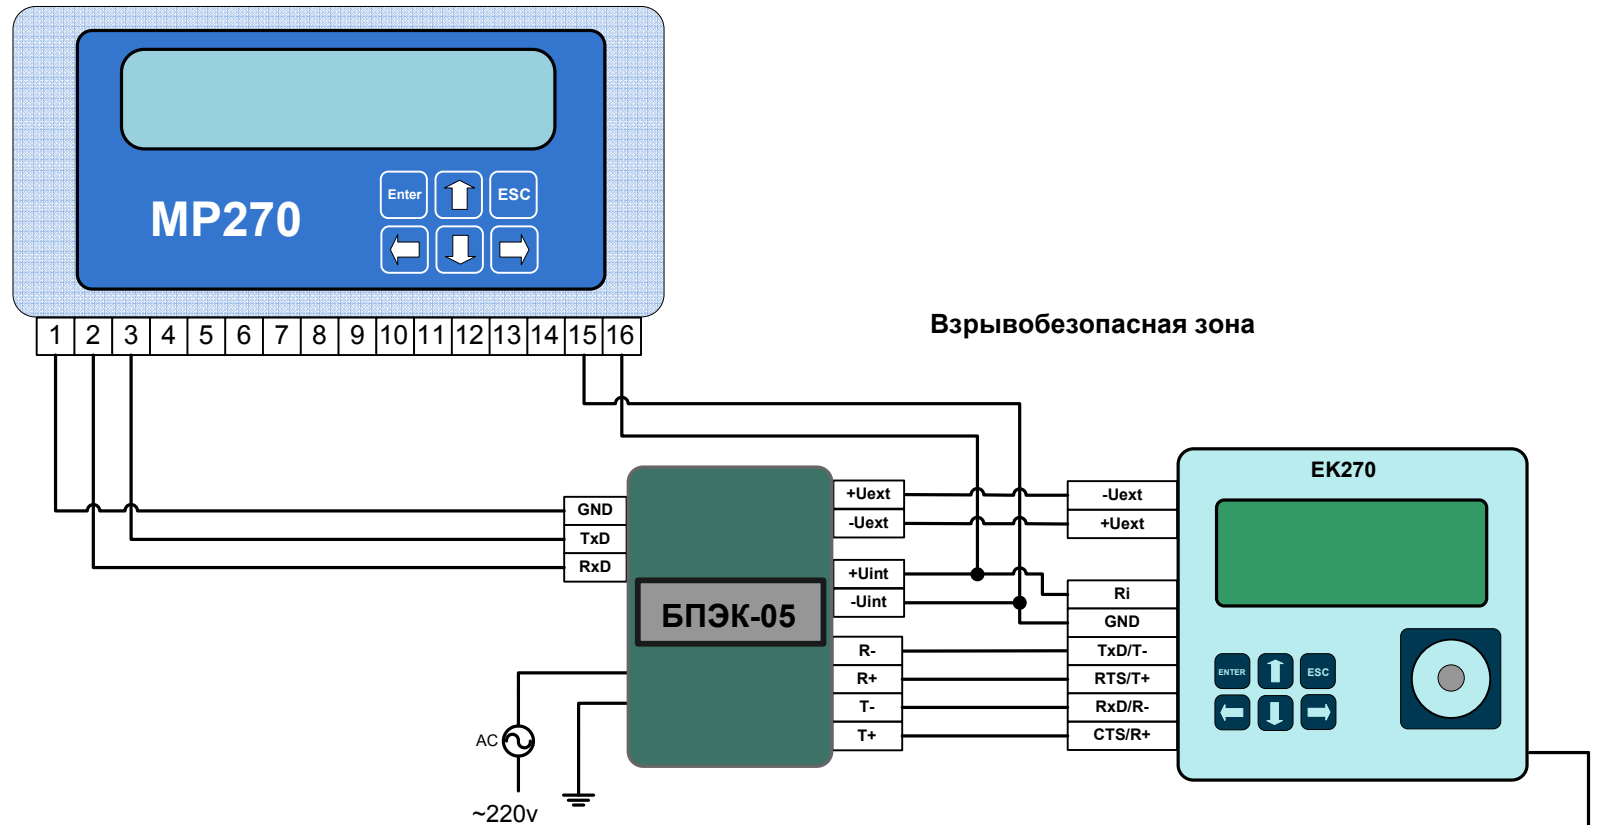 MP270
Enter
ESC
1 2 3 4 5 6 7 8 9 10 11 12 13 14 15 16
Взрывобезопасная зона
GND
TxD
RxD
БПЭК-05
+Uext
-Uext
+Uint
-Uint
R-
R+
T-
T+
EK270
-Uext
+Uext
Ri
GND
TxD/T-
RTS/T+
RxD/R-
CTS/R+
ENTER
ESC
AC
~220v